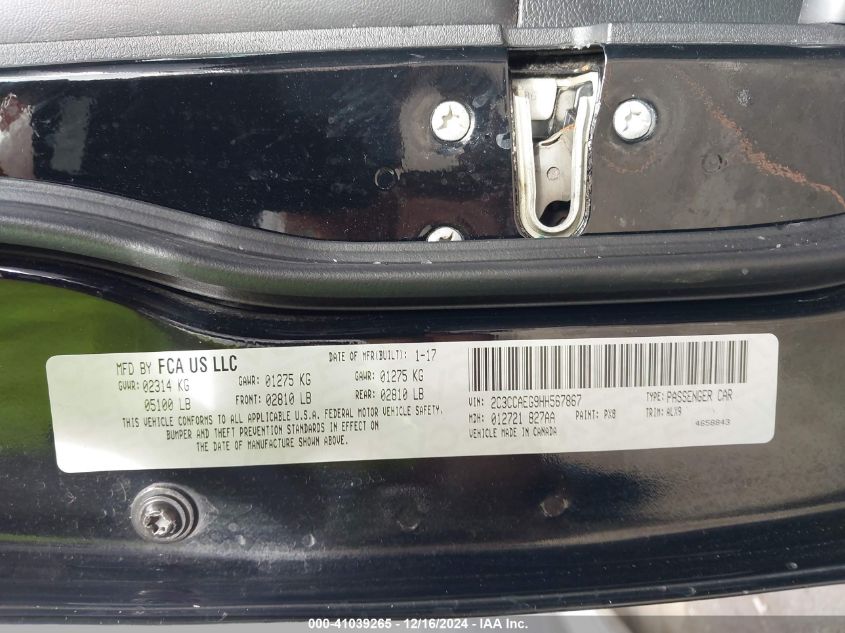 MFD BY FCA US LLC DATE OF MFR(BUILT): 1-17
GVWR: 02314 KG GAWR: 01275 KG GAWR: 01275 KG
05100 LB FRONT: 02810 LB REAR: 02810 LB
THIS VEHICLE CONFORMS TO ALL APPLICABLE U.S.A. FEDERAL MOTOR VEHICLE SAFETY,
BUMPER AND THEFT PREVENTION STANDARDS IN EFFECT ON
THE DATE OF MANUFACTURE SHOWN ABOVE.
VIN: 2C3CCAEG9HH567867 TYPE: PASSENGER CAR
MDH: 012721 827AA PAINT: PX8 TRIM: ALX9
VEHICLE MADE IN CANADA 4658843
000-41039265 - 12/16/2024 - IAAI.com